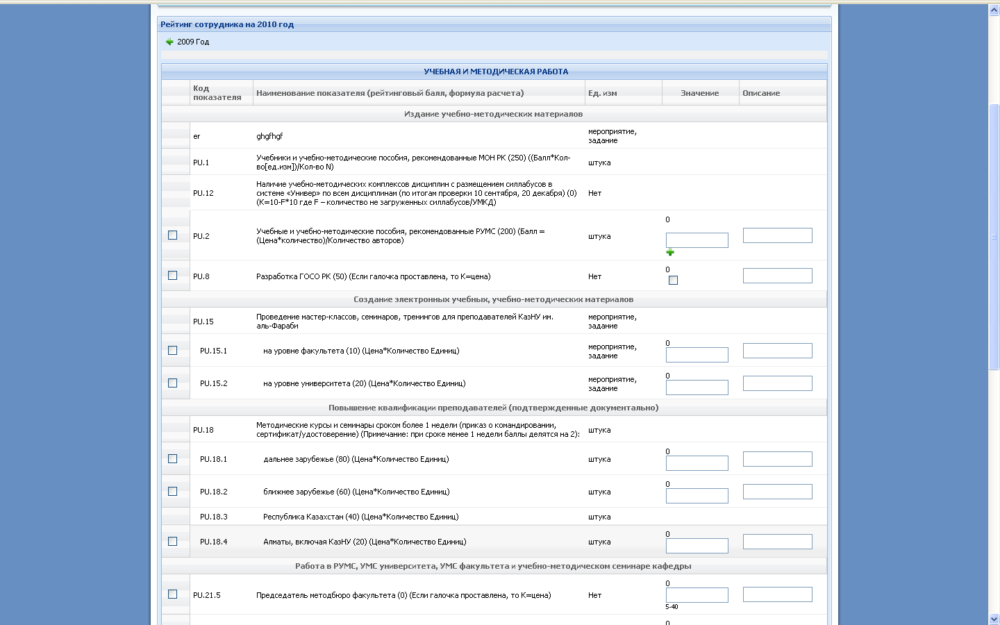 Рейтинг сотрудника на 2010 год
2009 Год
УЧЕБНАЯ И МЕТОДИЧЕСКАЯ РАБОТА
Код
показателя
Наименование показателя (рейтинговый балл, формула расчета)
Ед. изм
Значение
Описание
Издание учебно-методических материалов
er
ghgfhgf
мероприятие,
задание
PU.1
Учебники и учебно-методические пособия, рекомендованные МОН РК (250) ((Балл*Кол-
во[ед.изм])/Кол-во N)
штука
PU.12
Наличие учебно-методических комплексов дисциплин с размещением силлабусов в
системе «Универ» по всем дисциплинам (по итогам проверки 10 сентября, 20 декабря) (0)
(К=10-F*10 где F – количество не загруженных силлабусов/УМКД)
Нет
PU.2
Учебные и учебно-методические пособия, рекомендованные РУМС (200) (Балл =
(Цена*количество)/Количество авторов)
штука
0
PU.8
Разработка ГОСО РК (50) (Если галочка проставлена, то К=цена)
Нет
0
Создание электронных учебных, учебно-методических материалов
PU.15
Проведение мастер-классов, семинаров, тренингов для преподавателей КазНУ им.
аль-Фараби
мероприятие,
задание
PU.15.1
на уровне факультета (10) (Цена*Количество Единиц)
мероприятие,
задание
0
PU.15.2
на уровне университета (20) (Цена*Количество Единиц)
мероприятие,
задание
0
Повышение квалификации преподавателей (подтвержденные документально)
PU.18
Методические курсы и семинары сроком более 1 недели (приказ о командировании,
сертификат/удостоверение) (Примечание: при сроке менее 1 недели баллы делятся на 2):
штука
PU.18.1
дальнее зарубежье (80) (Цена*Количество Единиц)
штука
0
PU.18.2
ближнее зарубежье (60) (Цена*Количество Единиц)
штука
0
PU.18.3
Республика Казахстан (40) (Цена*Количество Единиц)
штука
PU.18.4
Алматы, включая КазНУ (20) (Цена*Количество Единиц)
штука
0
Работа в РУМС, УМС университета, УМС факультета и учебно-методическом семинаре кафедры
PU.21.5
Председатель методбюро факультета (0) (Если галочка проставлена, то К=цена)
Нет
0
5-40
0